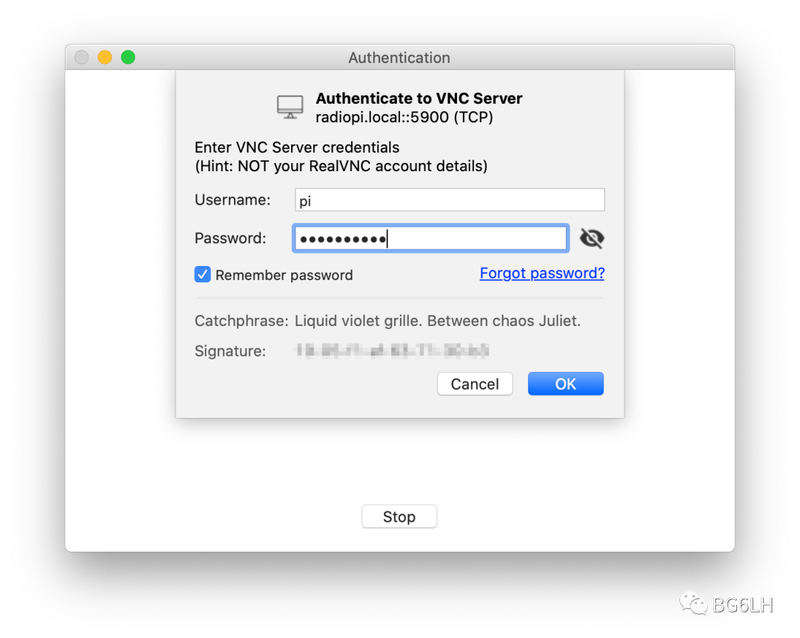 Authentication
Authenticate to VNC Server
radiopi.local::5900 (TCP)
Enter VNC Server credentials
(Hint: NOT your RealVNC account details)
Username: pi
Password: ●●●●●●●●●●
Remember password Forgot password?
Catchphrase: Liquid violet grille. Between chaos Juliet.
Signature:
Cancel OK
Stop
BG6LH